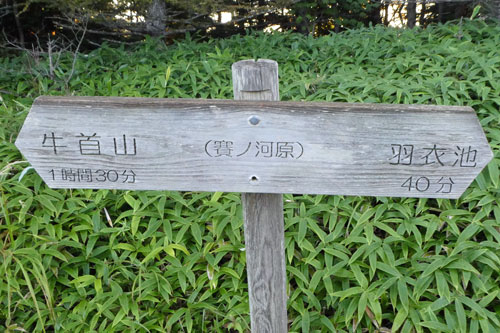 牛首山
1時間30分
(賽ノ河原)
羽衣池
40分